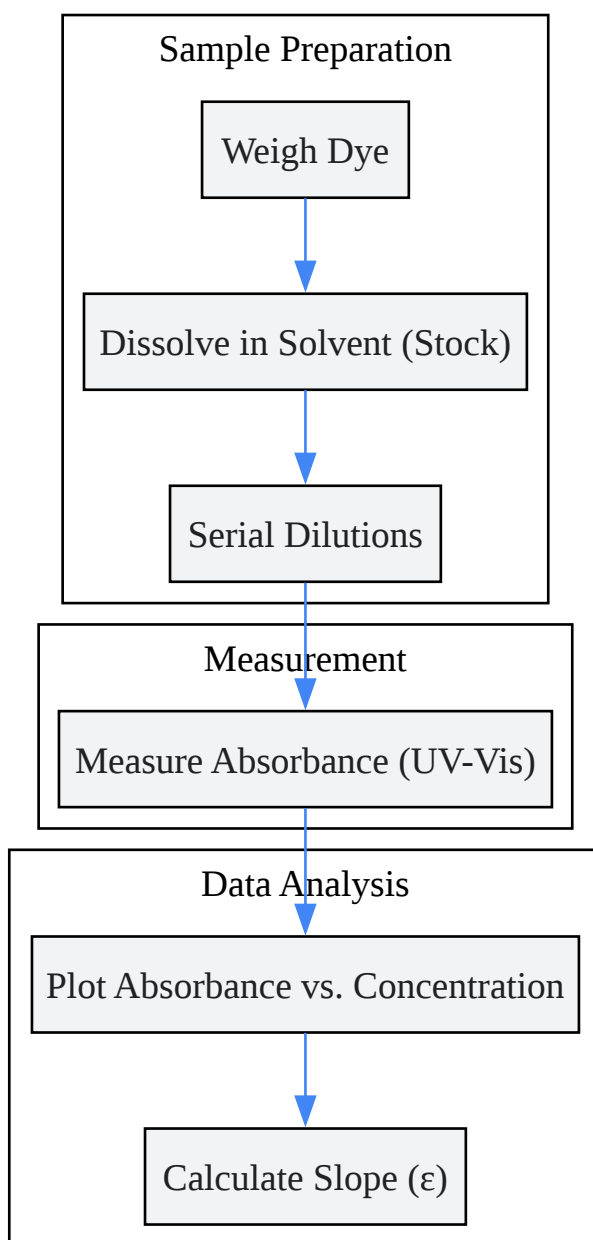 Sample Preparation
Weigh Dye
Dissolve in Solvent (Stock)
Serial Dilutions
Measurement
Measure Absorbance (UV-Vis)
Data Analysis
Plot Absorbance vs. Concentration
Calculate Slope (ε)